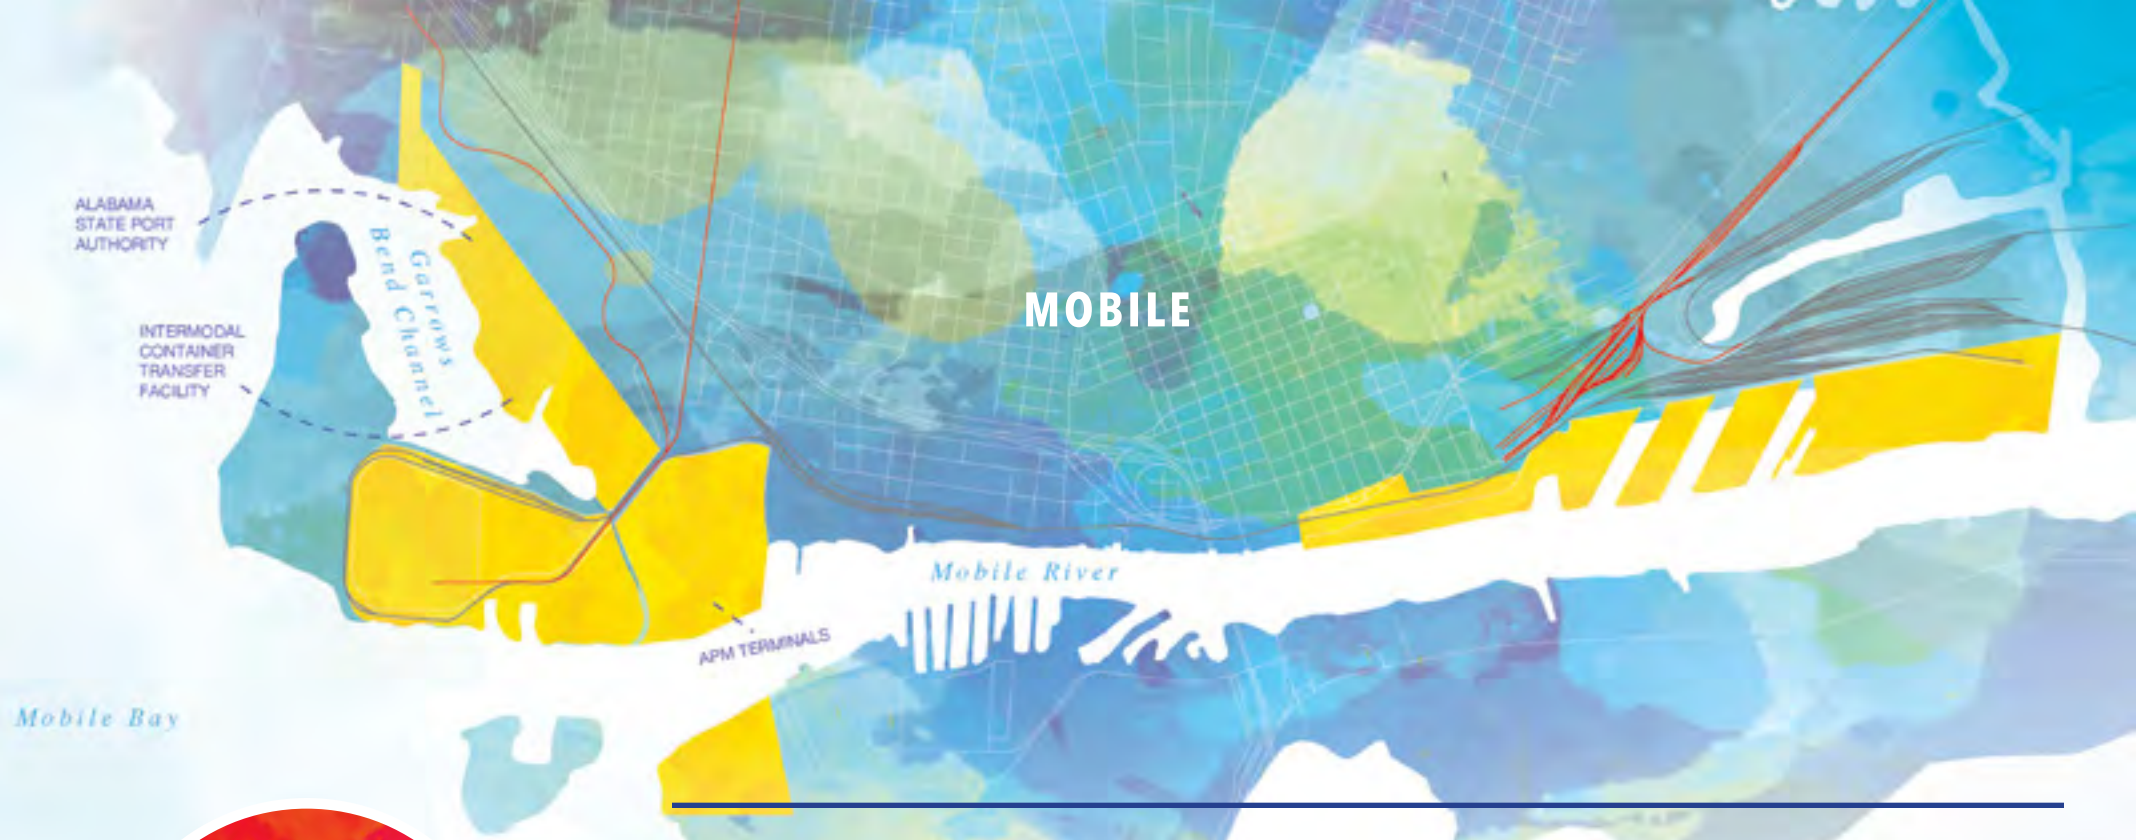 ALABAMA
STATE PORT
AUTHORITY
Garrows
Bend Channel
MOBILE
INTERMODAL
CONTAINER
TRANSFER
FACILITY
Mobile River
APM TERMINALS
Mobile Bay